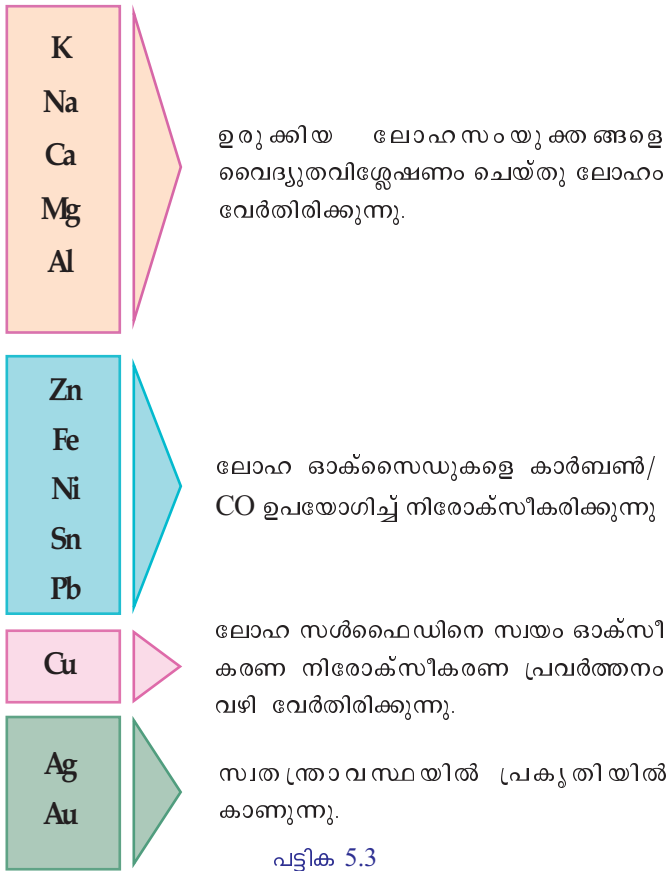 K
Na
Ca
Mg
Al
ഉരുക്കിയ ലോഹസംയുക്തങ്ങളെ
വൈദ്യുതവിശ്ലേഷണം ചെയ്തു ലോഹം
വേർതിരിക്കുന്നു.
Zn
Fe
Ni
Sn
Pb
ലോഹ ഓക്സൈഡുകളെ കാർബൺ/
CO ഉപയോഗിച്ച് നിരോക്സീകരിക്കുന്നു
Cu
ലോഹ സൾഫൈഡിനെ സ്വയം ഓക്സീ
കരണ നിരോക്സീകരണ പ്രവർത്തനം
വഴി വേർതിരിക്കുന്നു.
Ag
Au
സ്വതന്ത്രാവസ്ഥയിൽ പ്രകൃതിയിൽ
കാണുന്നു.
പട്ടിക 5.3